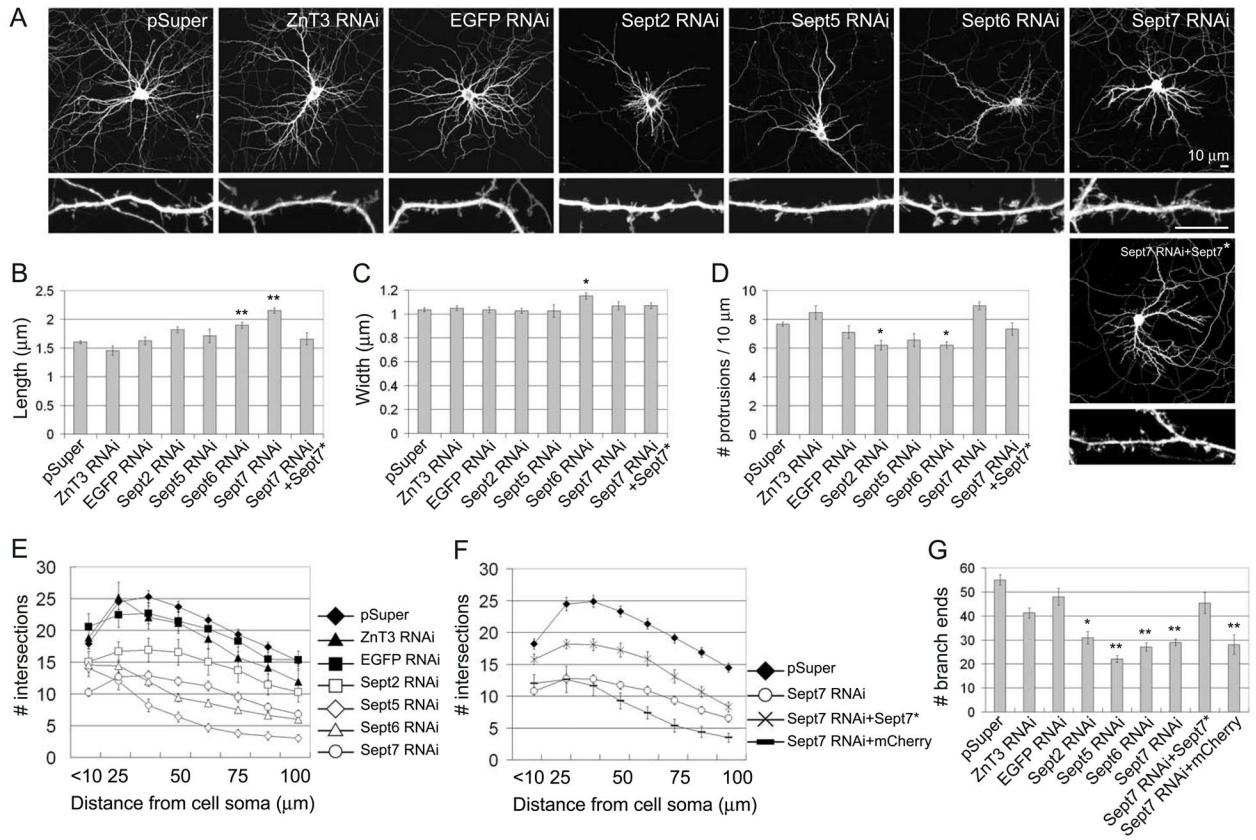 A
pSuper
ZnT3 RNAi
EGFP RNAi
Sept2 RNAi
Sept5 RNAi
Sept6 RNAi
Sept7 RNAi
10 μm
Sept7 RNAi+Sept7*
B
Length (μm)
2.5
2
1.5
1
0.5
0
**
**
pSuper
ZnT3 RNAi
EGFP RNAi
Sept2 RNAi
Sept5 RNAi
Sept6 RNAi
Sept7 RNAi
Sept7 RNAi
+Sept7*
C
Width (μm)
1.2
1
0.8
0.6
0.4
0.2
0
*
pSuper
ZnT3 RNAi
EGFP RNAi
Sept2 RNAi
Sept5 RNAi
Sept6 RNAi
Sept7 RNAi
Sept7 RNAi
+Sept7*
D
# protrusions / 10 μm
10
8
6
4
2
0
*
*
pSuper
ZnT3 RNAi
EGFP RNAi
Sept2 RNAi
Sept5 RNAi
Sept6 RNAi
Sept7 RNAi
Sept7 RNAi
+Sept7*
E
# intersections
30
25
20
15
10
5
0
<10 25 50 75 100
Distance from cell soma (μm)
pSuper
ZnT3 RNAi
EGFP RNAi
Sept2 RNAi
Sept5 RNAi
Sept6 RNAi
Sept7 RNAi
F
# intersections
30
25
20
15
10
5
0
<10 25 50 75 100
Distance from cell soma (μm)
pSuper
Sept7 RNAi
Sept7 RNAi+Sept7*
Sept7 RNAi+mCherry
G
# branch ends
60
50
40
30
20
10
0
*
**
**
**
**
pSuper
ZnT3 RNAi
EGFP RNAi
Sept2 RNAi
Sept5 RNAi
Sept6 RNAi
Sept7 RNAi
Sept7 RNAi+Sept7*
Sept7 RNAi+mCherry